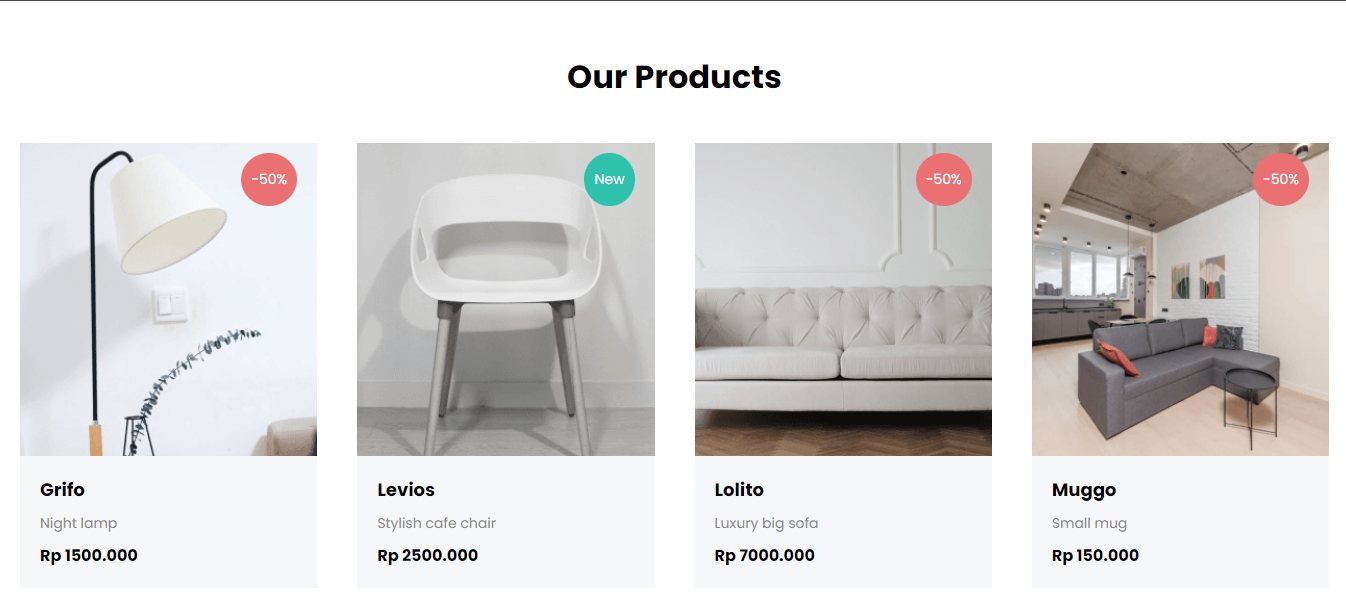 Our Products
-50%
New
-50%
-50%
Grifo
Night lamp
Rp 1500.000
Levios
Stylish cafe chair
Rp 2500.000
Lolito
Luxury big sofa
Rp 7000.000
Muggo
Small mug
Rp 150.000